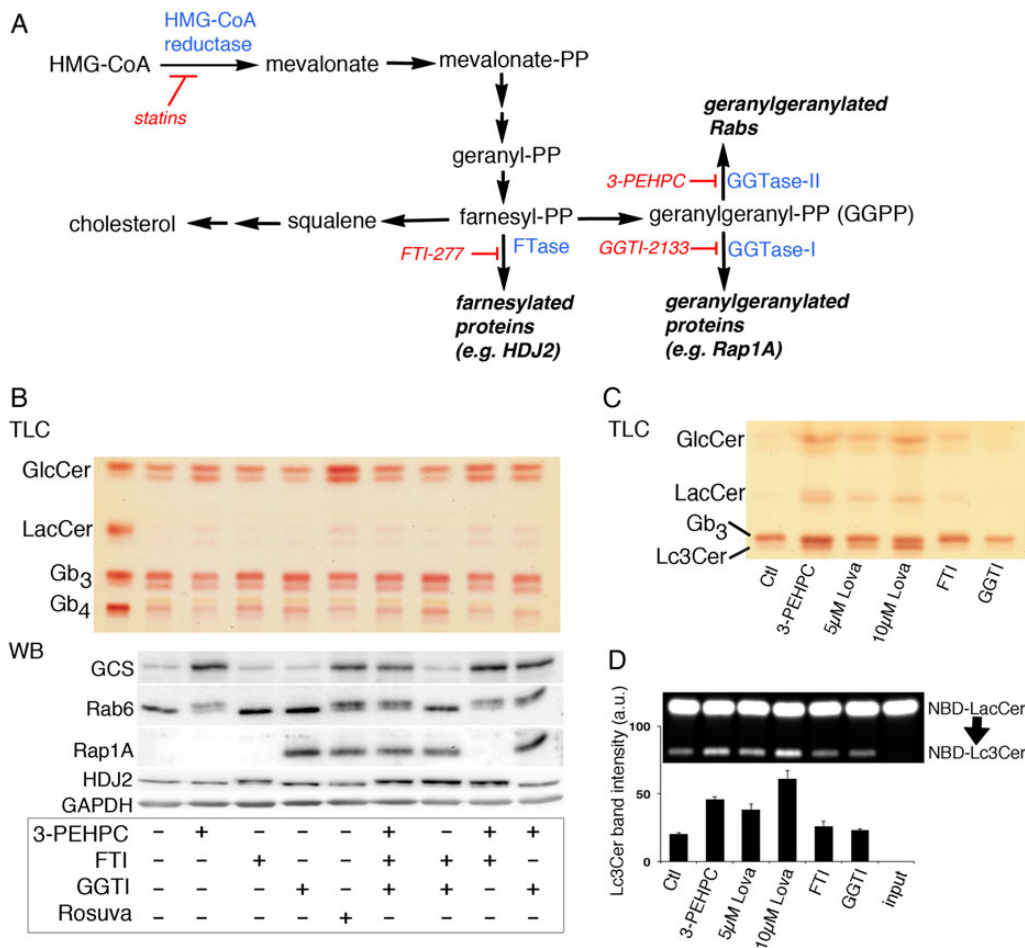 A
HMG-CoA
reductase
HMG-CoA
mevalonate
mevalonate-PP
statins
geranylgeranylated
Rabs
geranyl-PP
3-PEHPC
GGTase-II
cholesterol
squalene
farnesyl-PP
geranylgeranyl-PP (GGPP)
FTI-277
FTase
GGTI-2133
GGTase-I
farnesylated
proteins
(e.g. HDJ2)
geranylgeranylated
proteins
(e.g. Rap1A)
B
TLC
GlcCer
LacCer
Gb3
Gb4
WB
GCS
Rab6
Rap1A
HDJ2
GAPDH
3-PEHPC – + – – – + – + +
FTI – – + – – + + + –
GGTI – – – + – + + – +
Rosuva – – – – + – – – –
C
TLC
GlcCer
LacCer
Gb3
Lc3Cer
Ctl
3-PEHPC
5µM Lova
10µM Lova
FTI
GGTI
D
Lc3Cer band intensity (a.u.)
100
50
0
NBD-LacCer
NBD-Lc3Cer
Ctl
3-PEHPC
5µM Lova
10µM Lova
FTI
GGTI
input